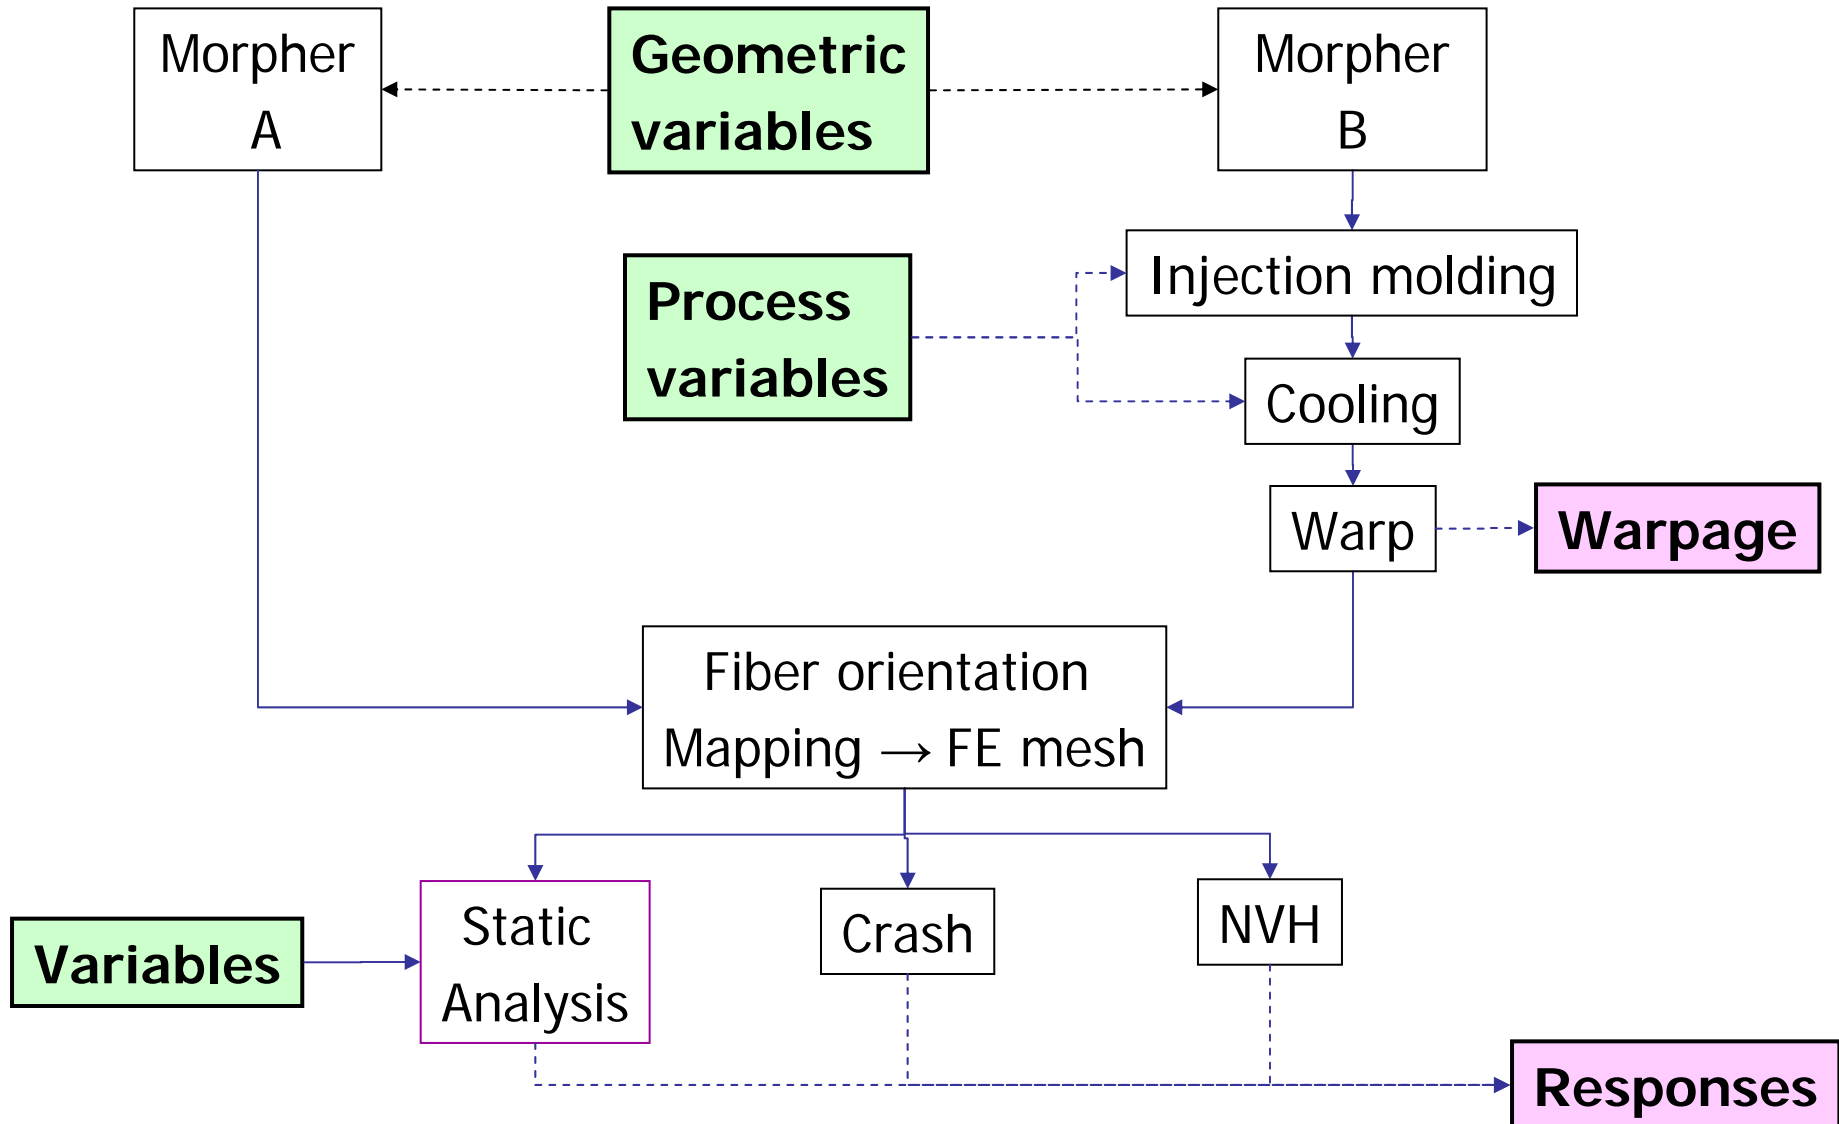 Morpher
A
Geometric
variables
Morpher
B
Process
variables
Injection molding
Cooling
Warp
Warpage
Fiber orientation
Mapping → FE mesh
Variables
Static
Analysis
Crash
NVH
Responses